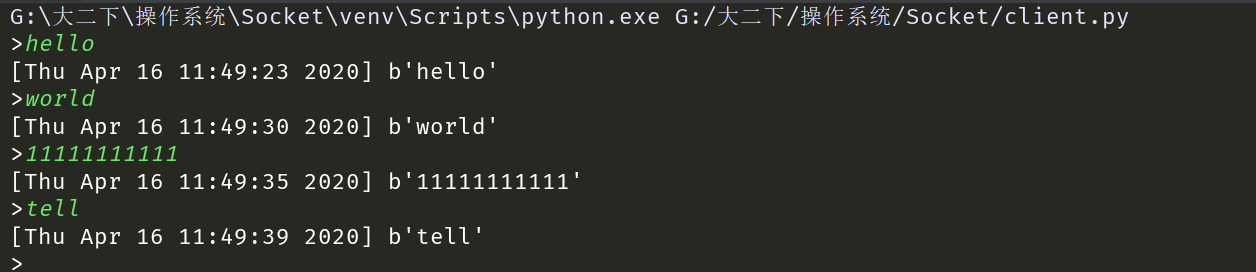 G:\大二下\操作系统\Socket\venv\Scripts\python.exe G:/大二下/操作系统/Socket/client.py
>hello
[Thu Apr 16 11:49:23 2020] b'hello'
>world
[Thu Apr 16 11:49:30 2020] b'world'
>11111111111
[Thu Apr 16 11:49:35 2020] b'11111111111'
>tell
[Thu Apr 16 11:49:39 2020] b'tell'
>